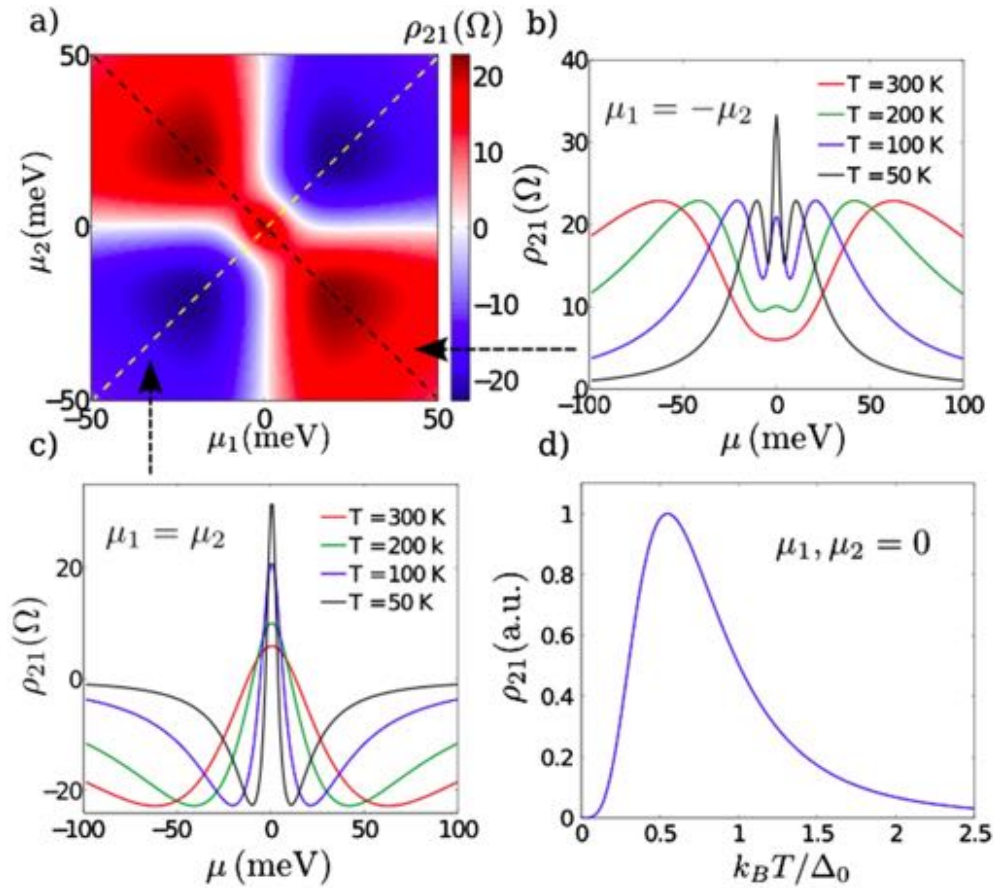 a)
ρ21(Ω)
50
0
-50
μ2(meV)
-50 0 50
μ1(meV)
20
10
0
-10
-20
b)
40
30
20
10
0
ρ21(Ω)
μ1 = -μ2
T = 300 K
T = 200 K
T = 100 K
T = 50 K
-100 -50 0 50 100
μ (meV)
c)
20
0
-20
ρ21(Ω)
μ1 = μ2
T = 300 K
T = 200 k
T = 100 K
T = 50 K
-100 -50 0 50 100
μ (meV)
d)
1
0.8
0.6
0.4
0.2
0
ρ21(a.u.)
μ1, μ2 = 0
0 0.5 1 1.5 2 2.5
kBT/Δ0